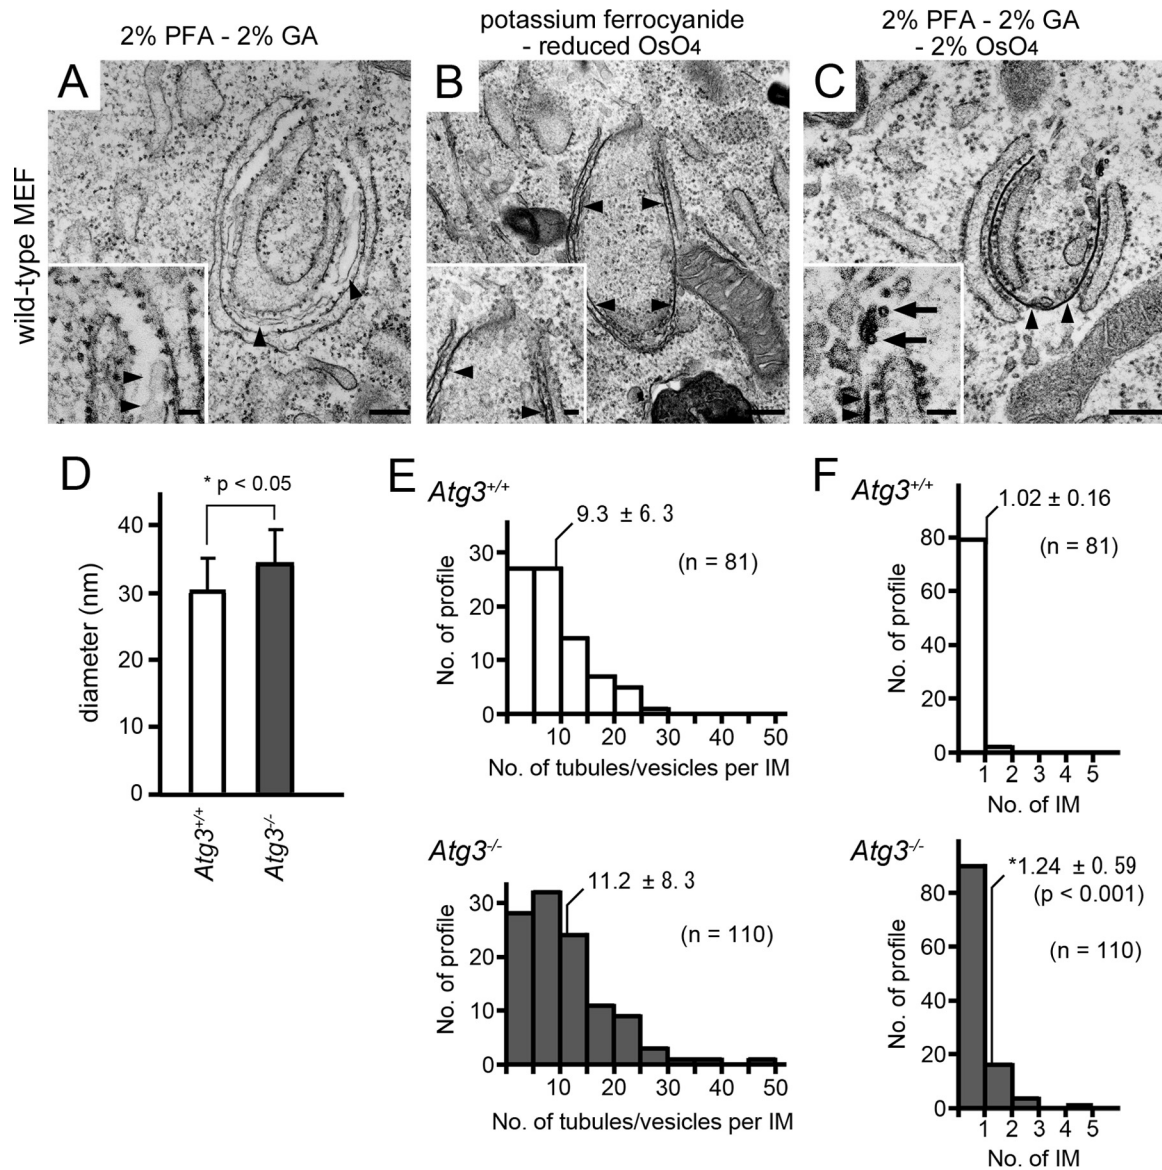 2% PFA - 2% GA
potassium ferrocyanide
- reduced OsO4
2% PFA - 2% GA
- 2% OsO4
A
B
C
wild-type MEF
D
* p < 0.05
diameter (nm)
40
30
20
10
0
Atg3+/+
Atg3-/-
E
Atg3+/+
9.3 ± 6.3
(n = 81)
No. of profile
30
20
10
0
10 20 30 40 50
No. of tubules/vesicles per IM
Atg3-/-
11.2 ± 8.3
(n = 110)
No. of profile
30
20
10
0
10 20 30 40 50
No. of tubules/vesicles per IM
F
Atg3+/+
1.02 ± 0.16
(n = 81)
No. of profile
80
60
40
20
0
1 2 3 4 5
No. of IM
Atg3-/-
*1.24 ± 0.59
(p < 0.001)
(n = 110)
No. of profile
80
60
40
20
0
1 2 3 4 5
No. of IM